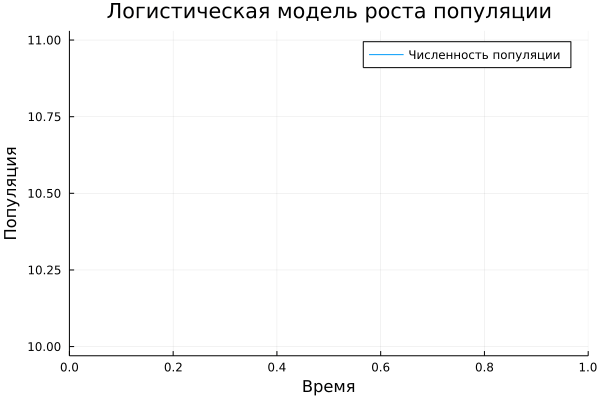 Логистическая модель роста популяции
Численность популяции
Популяция
11.00
10.75
10.50
10.25
10.00
0.0 0.2 0.4 0.6 0.8 1.0
Время